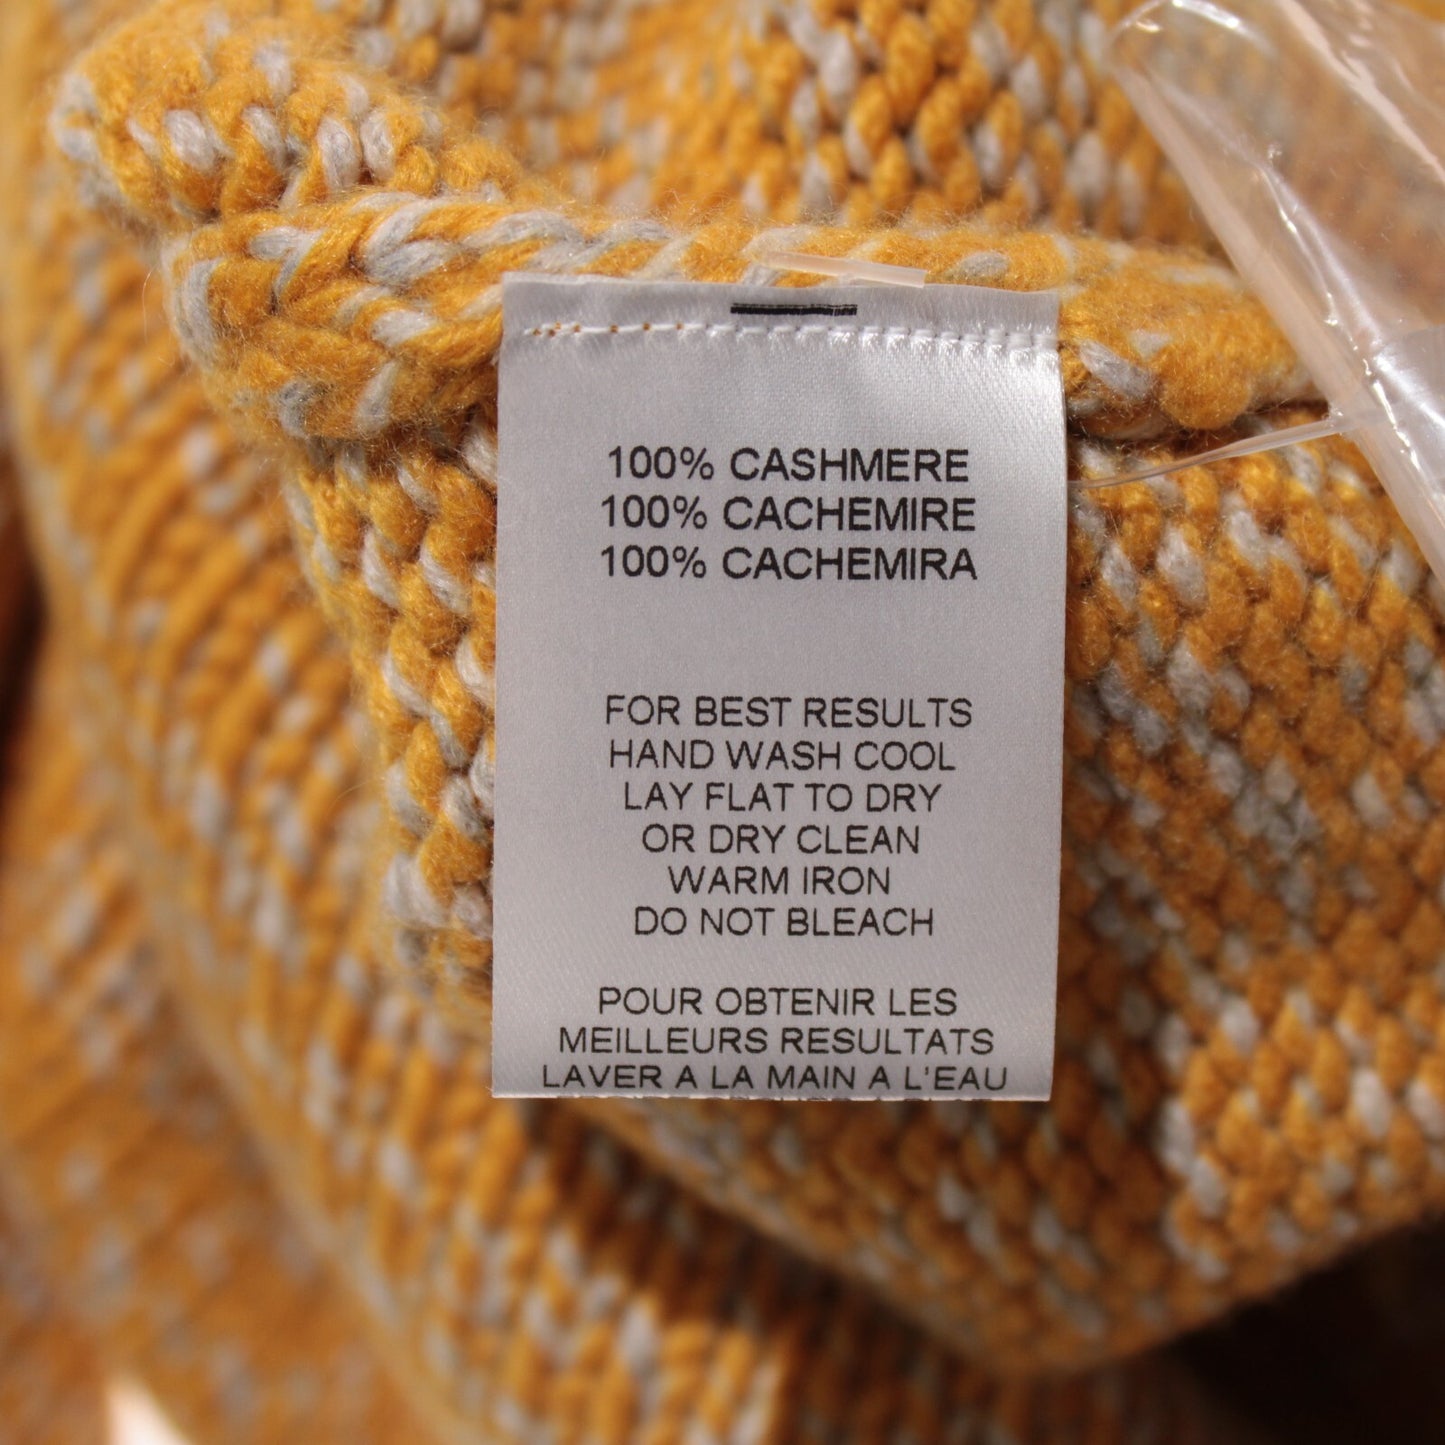 100% CASHMERE
100% CACHEMIRE
100% CACHEMIRA
FOR BEST RESULTS
HAND WASH COOL
LAY FLAT TO DRY
OR DRY CLEAN
WARM IRON
DO NOT BLEACH
POUR OBTENIR LES
MEILLEURS RESULTATS
LAVER A LA MAIN A L'EAU